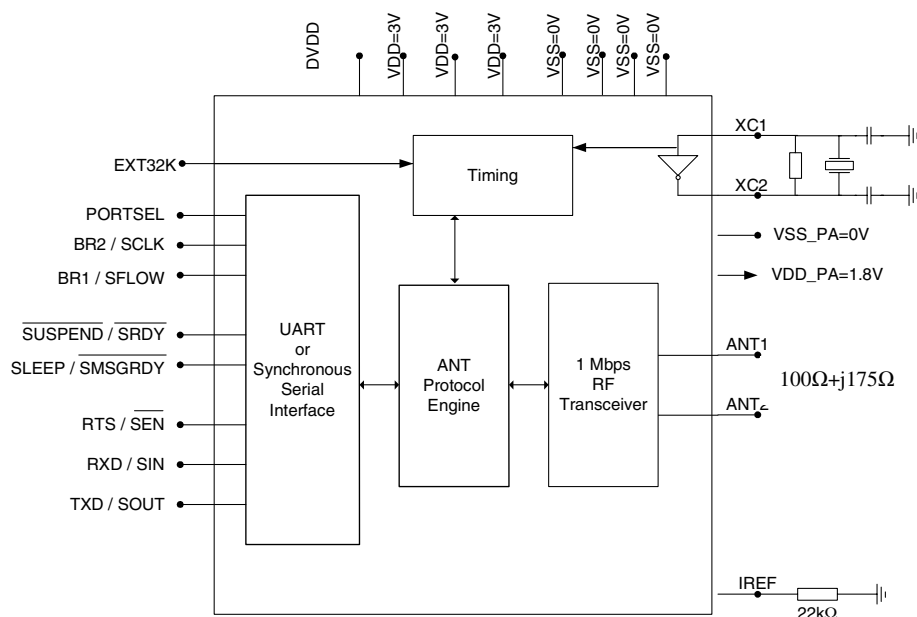 DVDD
VDD=3V
VDD=3V
VDD=3V
VSS=0V
VSS=0V
VSS=0V
VSS=0V
XC1
EXT32K
Timing
XC2
PORTSEL
VSS_PA=0V
BR2 / SCLK
BR1 / SFLOW
VDD_PA=1.8V
SUSPEND / SRDY
SLEEP / SMSGRDY
UART
or
Synchronous
Serial
Interface
ANT
Protocol
Engine
1 Mbps
RF
Transceiver
ANT1
100Ω+j175Ω
ANT2
RTS / SEN
RXD / SIN
TXD / SOUT
IREF
22kΩ